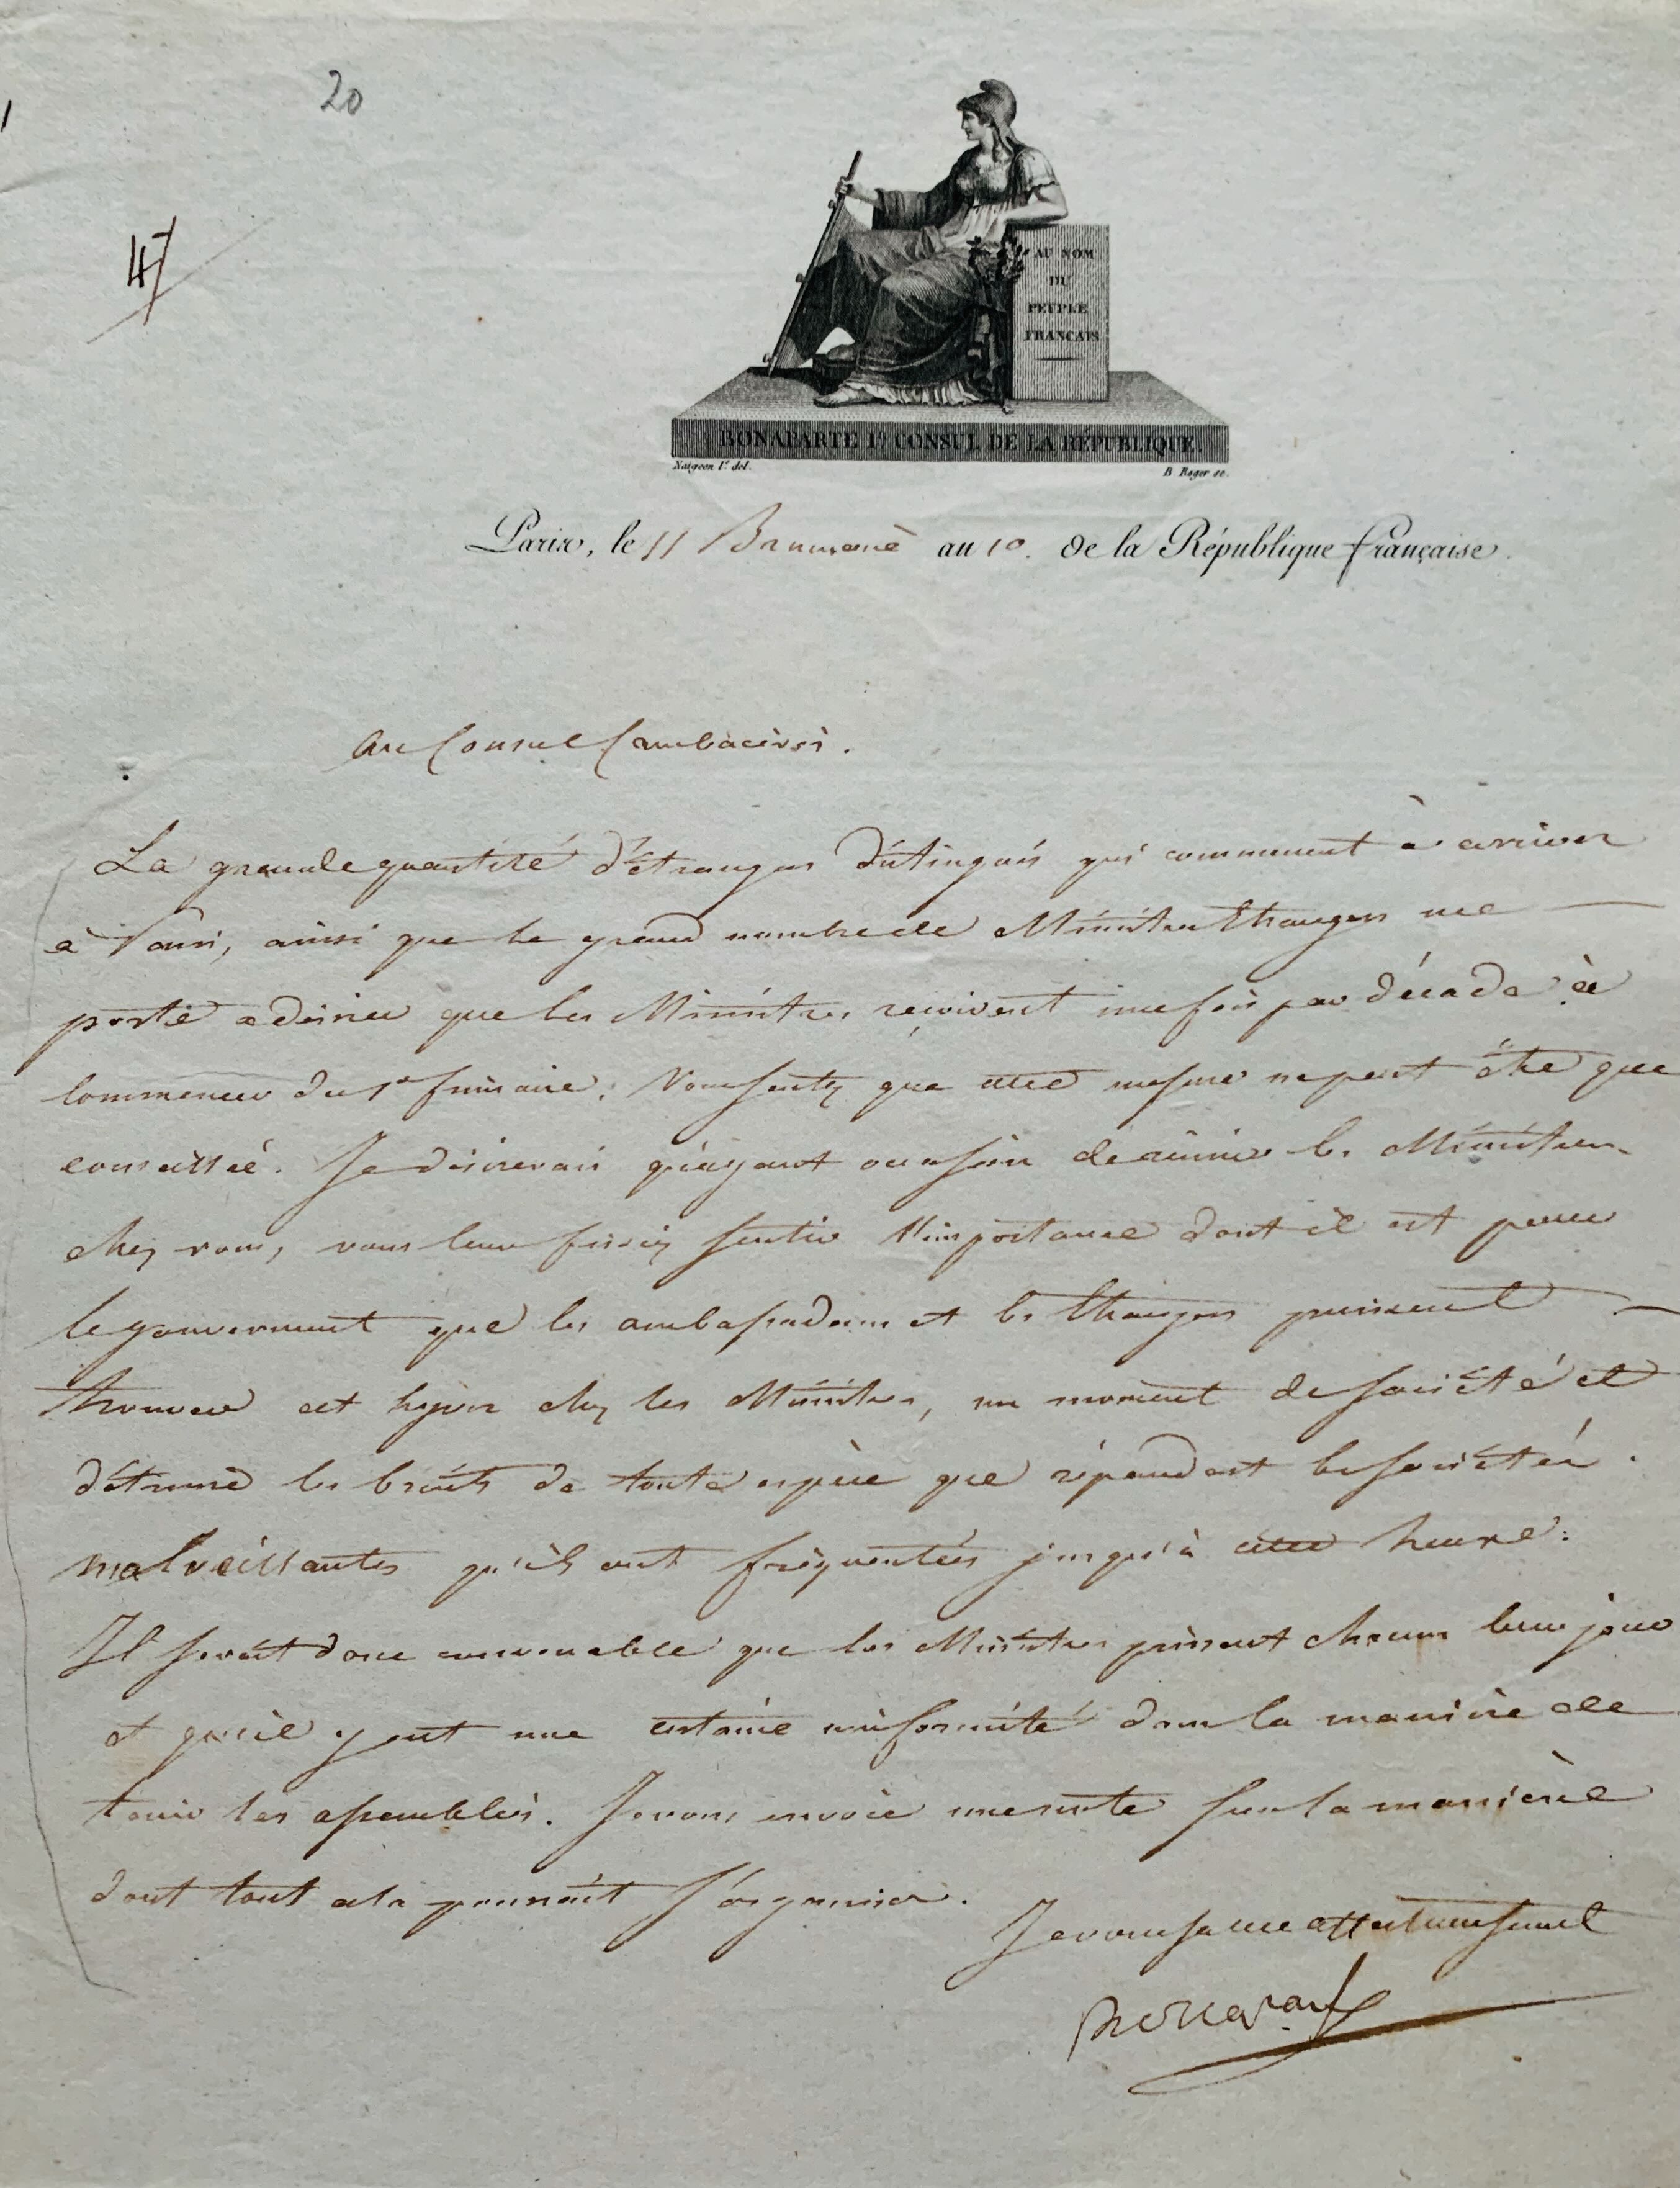 20
47
AU NOM
DU
PEUPLE
FRANÇAIS
BONAPARTE 1er CONSUL DE LA RÉPUBLIQUE.
Naigeon l'. del.
B. Roger sc.
Paris, le 11 Brumaire an 10. de la République française.
Au Consul Cambacérès.
La grande quantité d'étrangers distingués qui commencent à arriver
à Paris, ainsi que le grand nombre de Ministres Etrangers me
porte a désirer que les Ministres reçoivent une fois par décade à
commencer du 1er frimaire; Vous sentez que cette mesure ne peut être que
conseillée. Je désirerais qu'ayant occasion de réunir les Ministres
chez vous, vous leur fissiez sentir l'importance dont il est pour
le gouvernement que les ambassadeurs et les Etrangers puissent
trouver cet hyver chez les Ministres, un moment de société et
détruire les bruits de toute espèce que répandent les sociétés
malveillantes qu'ils ont fréquentées jusqu'à cette heure:
Il serait donc convenable que les Ministres prissent chacun leur jour
et qu'il y eut une certaine uniformité dans la manière de
tenir les assemblées. Je vous envoie une note sur la manière
dont tout cela pourrait s'organiser.
Je vous salue affectueusement
Bonaparte